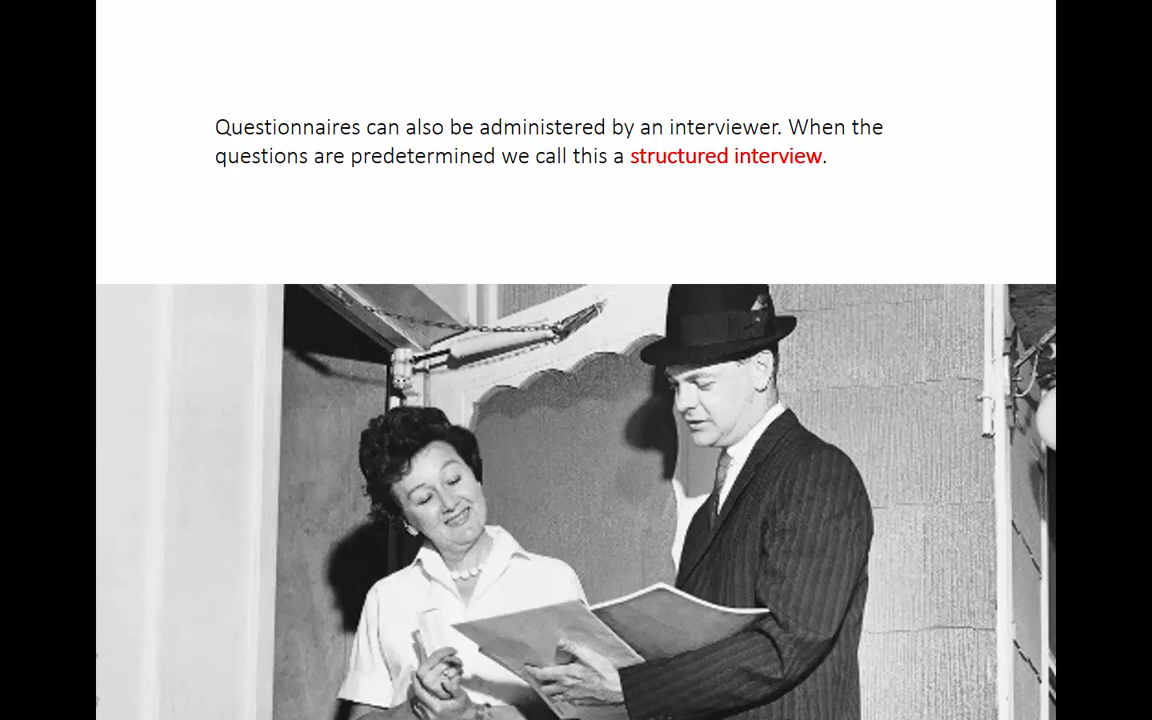 Questionnaires can also be administered by an interviewer. When the
questions are predetermined we call this a structured interview.